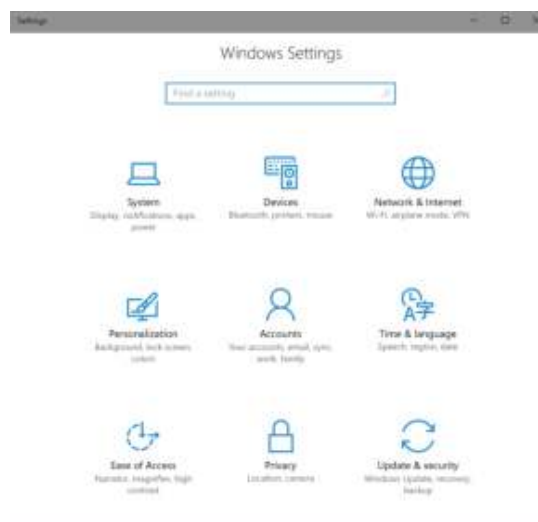 Settings
Windows Settings
Find a setting
System
Display, notifications, apps,
power
Devices
Bluetooth, printers, mouse
Network & Internet
Wi-Fi, airplane mode, VPN
Personalization
Background, lock screen,
colors
Accounts
Your accounts, email, sync,
work, family
Time & language
Speech, region, date
Ease of Access
Narrator, magnifier, high
contrast
Privacy
Location, camera
Update & security
Windows Update, recovery,
backup